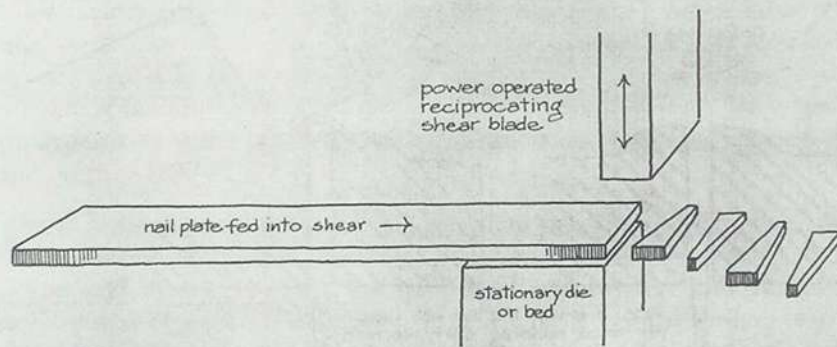 power operated
reciprocating
shear blade
nail plate fed into shear →
stationary die
or bed